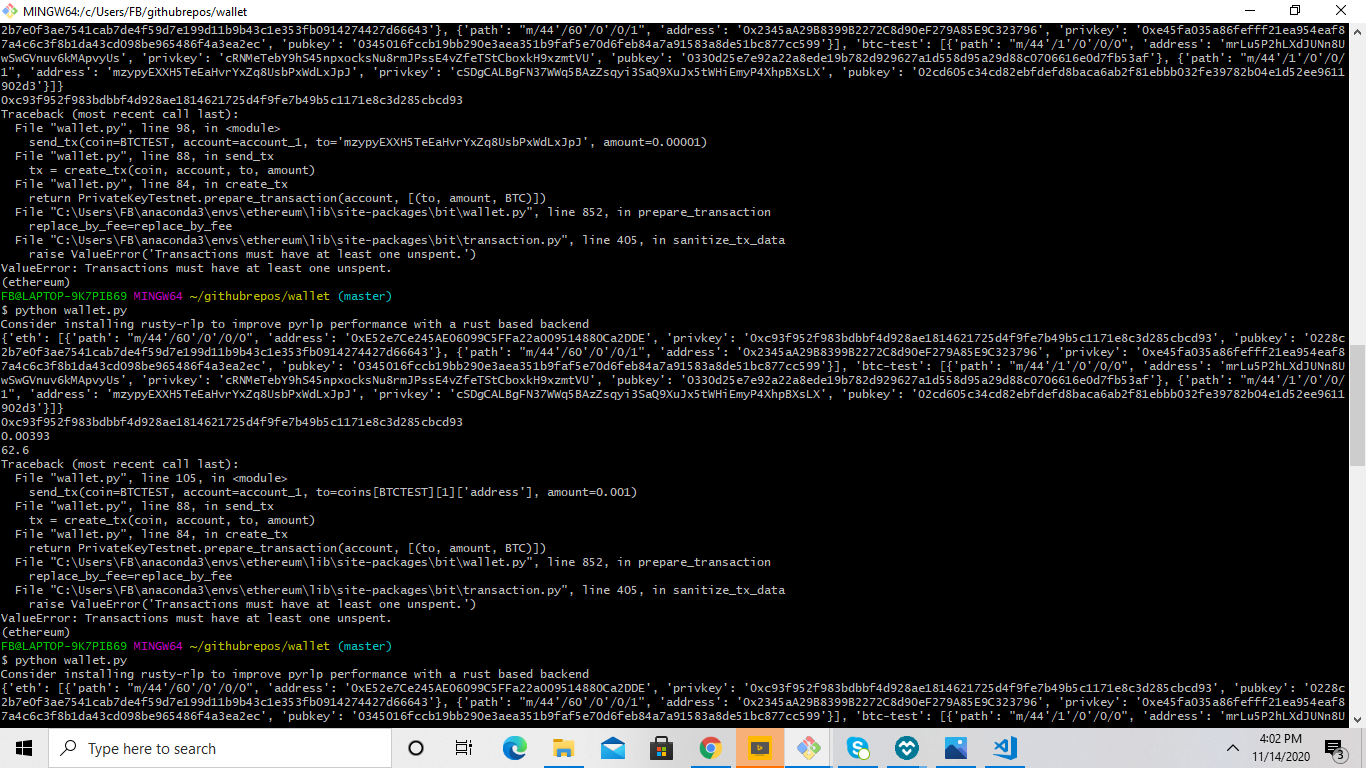 MINGW64:/c/Users/FB/githubrepos/wallet
2b7e0f3ae7541cab7de4f59d7e199d11b9b43c1e353fb0914274427d66643'}, {'path': "m/44'/60'/0'/0/1", 'address': '0x2345aA29B8399B2272C8d90eF279A85E9C323796', 'privkey': '0xe45fa035a86fefff21ea954eaf8
7a4c6c3f8b1da43cd098be965486f4a3ea2ec', 'pubkey': '0345016fccb19bb290e3aea351b9faf5e70d6feb84a7a91583a8de51bc877cc599'}], 'btc-test': [{'path': "m/44'/1'/0'/0/0", 'address': 'mrLu5P2hLXdJUNn8U
wSwGVnuv6kMApvyUs', 'privkey': 'cRNMeTebY9hS45npxocksNu8rmJPssE4vZfeTStCboxkH9xzmtVU', 'pubkey': '0330d25e7e92a22a8ede19b782d929627a1d558d95a29d88c0706616e0d7fb53af'}, {'path': "m/44'/1'/0'/0/
1", 'address': 'mzypyEXXH5TeEaHvrYxZq8UsbPxWdLxJpJ', 'privkey': 'cSDgCALBgFN37WWq5BAzZsqyi3SaQ9XuJx5tWHiEmyP4XhpBXsLX', 'pubkey': '02cd605c34cd82ebfdefd8baca6ab2f81ebbb032fe39782b04e1d52ee9611
902d3'}]}
0xc93f952f983bdbbf4d928ae1814621725d4f9fe7b49b5c1171e8c3d285cbcd93
Traceback (most recent call last):
File "wallet.py", line 98, in <module>
send_tx(coin=BTCTEST, account=account_1, to='mzypyEXXH5TeEaHvrYxZq8UsbPxWdLxJpJ', amount=0.00001)
File "wallet.py", line 88, in send_tx
tx = create_tx(coin, account, to, amount)
File "wallet.py", line 84, in create_tx
return PrivateKeyTestnet.prepare_transaction(account, [(to, amount, BTC)])
File "C:\Users\FB\anaconda3\envs\ethereum\lib\site-packages\bit\wallet.py", line 852, in prepare_transaction
replace_by_fee=replace_by_fee
File "C:\Users\FB\anaconda3\envs\ethereum\lib\site-packages\bit\transaction.py", line 405, in sanitize_tx_data
raise ValueError('Transactions must have at least one unspent.')
ValueError: Transactions must have at least one unspent.
(ethereum)
FB@LAPTOP-9K7PIB69 MINGW64 ~/githubrepos/wallet (master)
$ python wallet.py
Consider installing rusty-rlp to improve pyrlp performance with a rust based backend
{'eth': [{'path': "m/44'/60'/0'/0/0", 'address': '0xE52e7Ce245AE06099C5FFa22a009514880Ca2DDE', 'privkey': '0xc93f952f983bdbbf4d928ae1814621725d4f9fe7b49b5c1171e8c3d285cbcd93', 'pubkey': '0228c
2b7e0f3ae7541cab7de4f59d7e199d11b9b43c1e353fb0914274427d66643'}, {'path': "m/44'/60'/0'/0/1", 'address': '0x2345aA29B8399B2272C8d90eF279A85E9C323796', 'privkey': '0xe45fa035a86fefff21ea954eaf8
7a4c6c3f8b1da43cd098be965486f4a3ea2ec', 'pubkey': '0345016fccb19bb290e3aea351b9faf5e70d6feb84a7a91583a8de51bc877cc599'}], 'btc-test': [{'path': "m/44'/1'/0'/0/0", 'address': 'mrLu5P2hLXdJUNn8U
wSwGVnuv6kMApvyUs', 'privkey': 'cRNMeTebY9hS45npxocksNu8rmJPssE4vZfeTStCboxkH9xzmtVU', 'pubkey': '0330d25e7e92a22a8ede19b782d929627a1d558d95a29d88c0706616e0d7fb53af'}, {'path': "m/44'/1'/0'/0/
1", 'address': 'mzypyEXXH5TeEaHvrYxZq8UsbPxWdLxJpJ', 'privkey': 'cSDgCALBgFN37WWq5BAzZsqyi3SaQ9XuJx5tWHiEmyP4XhpBXsLX', 'pubkey': '02cd605c34cd82ebfdefd8baca6ab2f81ebbb032fe39782b04e1d52ee9611
902d3'}]}
0xc93f952f983bdbbf4d928ae1814621725d4f9fe7b49b5c1171e8c3d285cbcd93
0.00393
62.6
Traceback (most recent call last):
File "wallet.py", line 105, in <module>
send_tx(coin=BTCTEST, account=account_1, to=coins[BTCTEST][1]['address'], amount=0.001)
File "wallet.py", line 88, in send_tx
tx = create_tx(coin, account, to, amount)
File "wallet.py", line 84, in create_tx
return PrivateKeyTestnet.prepare_transaction(account, [(to, amount, BTC)])
File "C:\Users\FB\anaconda3\envs\ethereum\lib\site-packages\bit\wallet.py", line 852, in prepare_transaction
replace_by_fee=replace_by_fee
File "C:\Users\FB\anaconda3\envs\ethereum\lib\site-packages\bit\transaction.py", line 405, in sanitize_tx_data
raise ValueError('Transactions must have at least one unspent.')
ValueError: Transactions must have at least one unspent.
(ethereum)
FB@LAPTOP-9K7PIB69 MINGW64 ~/githubrepos/wallet (master)
$ python wallet.py
Consider installing rusty-rlp to improve pyrlp performance with a rust based backend
{'eth': [{'path': "m/44'/60'/0'/0/0", 'address': '0xE52e7Ce245AE06099C5FFa22a009514880Ca2DDE', 'privkey': '0xc93f952f983bdbbf4d928ae1814621725d4f9fe7b49b5c1171e8c3d285cbcd93', 'pubkey': '0228c
2b7e0f3ae7541cab7de4f59d7e199d11b9b43c1e353fb0914274427d66643'}, {'path': "m/44'/60'/0'/0/1", 'address': '0x2345aA29B8399B2272C8d90eF279A85E9C323796', 'privkey': '0xe45fa035a86fefff21ea954eaf8
7a4c6c3f8b1da43cd098be965486f4a3ea2ec', 'pubkey': '0345016fccb19bb290e3aea351b9faf5e70d6feb84a7a91583a8de51bc877cc599'}], 'btc-test': [{'path': "m/44'/1'/0'/0/0", 'address': 'mrLu5P2hLXdJUNn8U
Type here to search
4:02 PM
11/14/2020
3